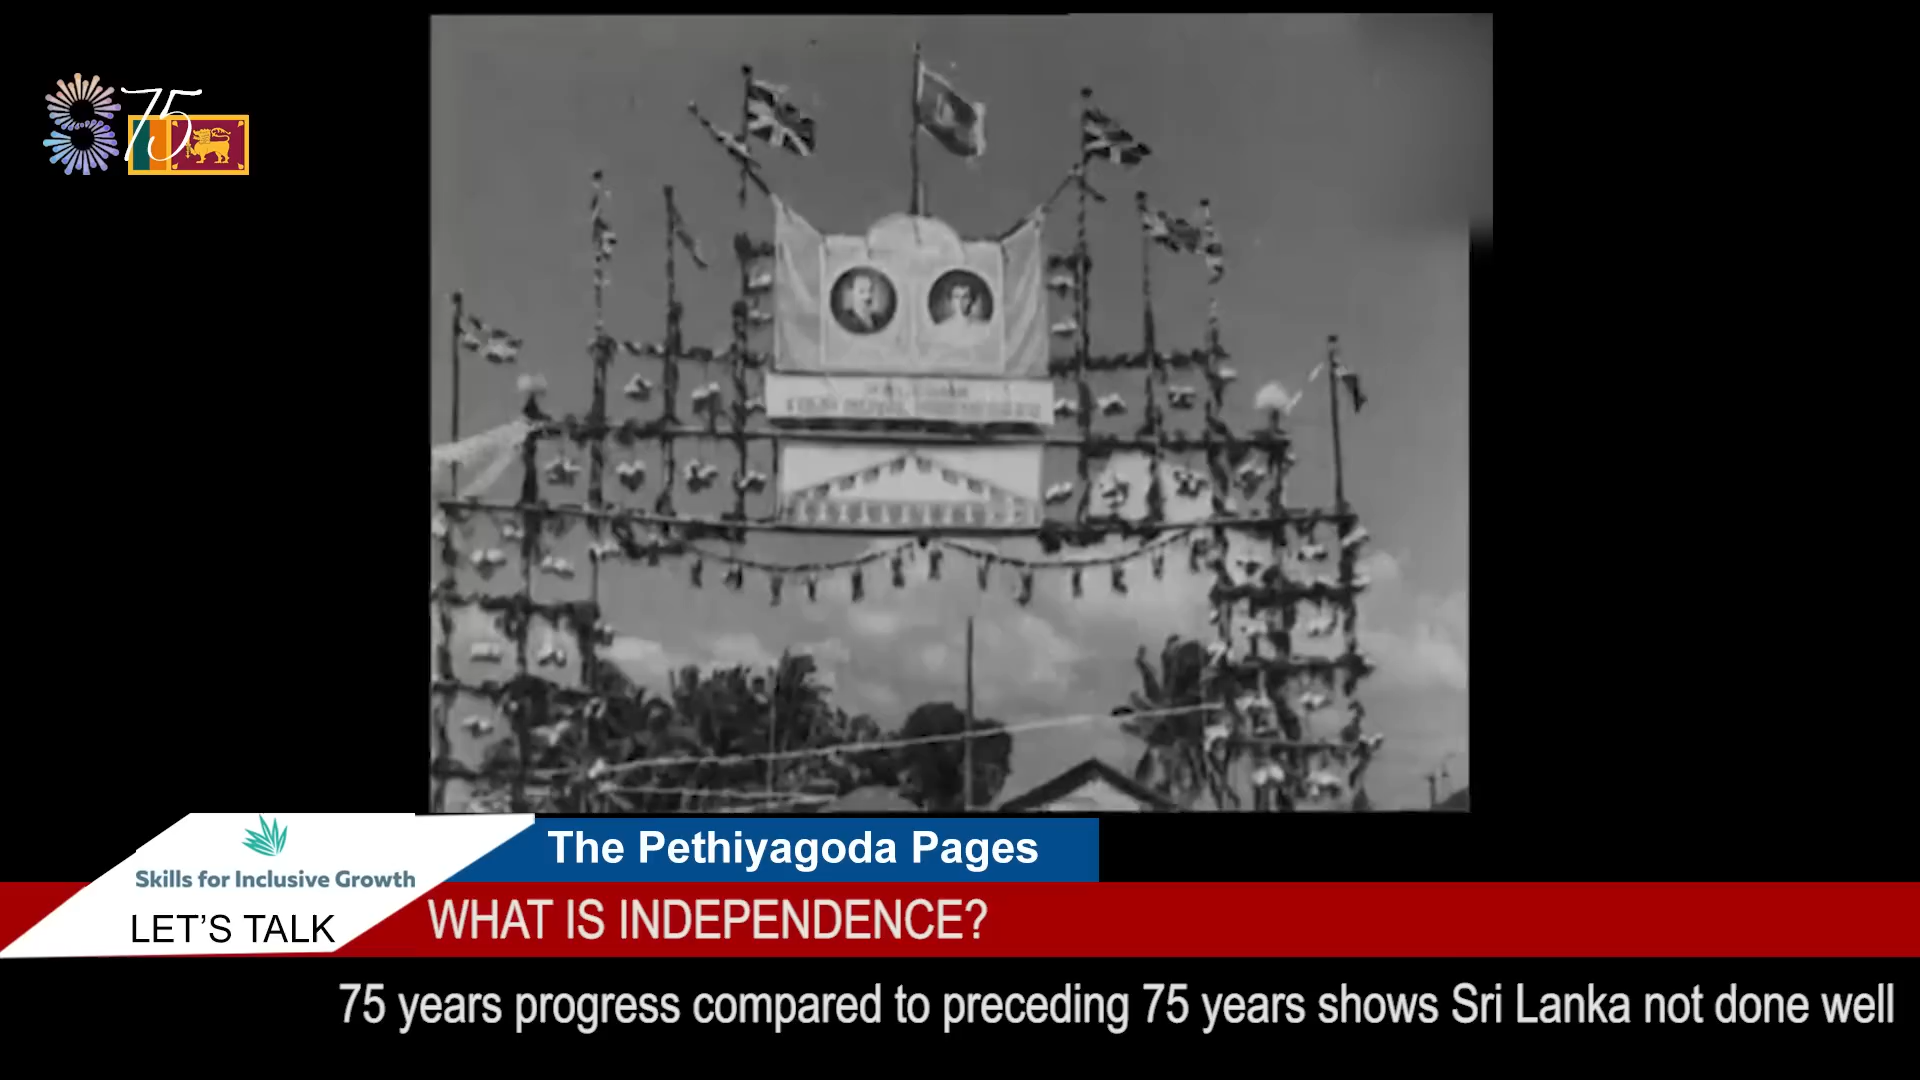 75
The Pethiyagoda Pages
Skills for Inclusive Growth
LET'S TALK
WHAT IS INDEPENDENCE?
75 years progress compared to preceding 75 years shows Sri Lanka not done well